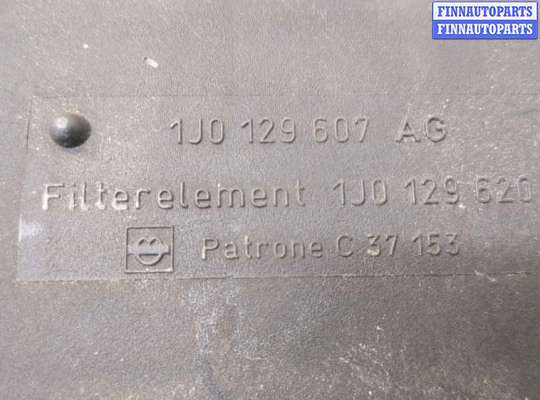 FINNAUTOPARTS
FINNAUTOPARTS
1J0 129 607 AG
Filterelement 1J0 129 620
Patrone C 37 153